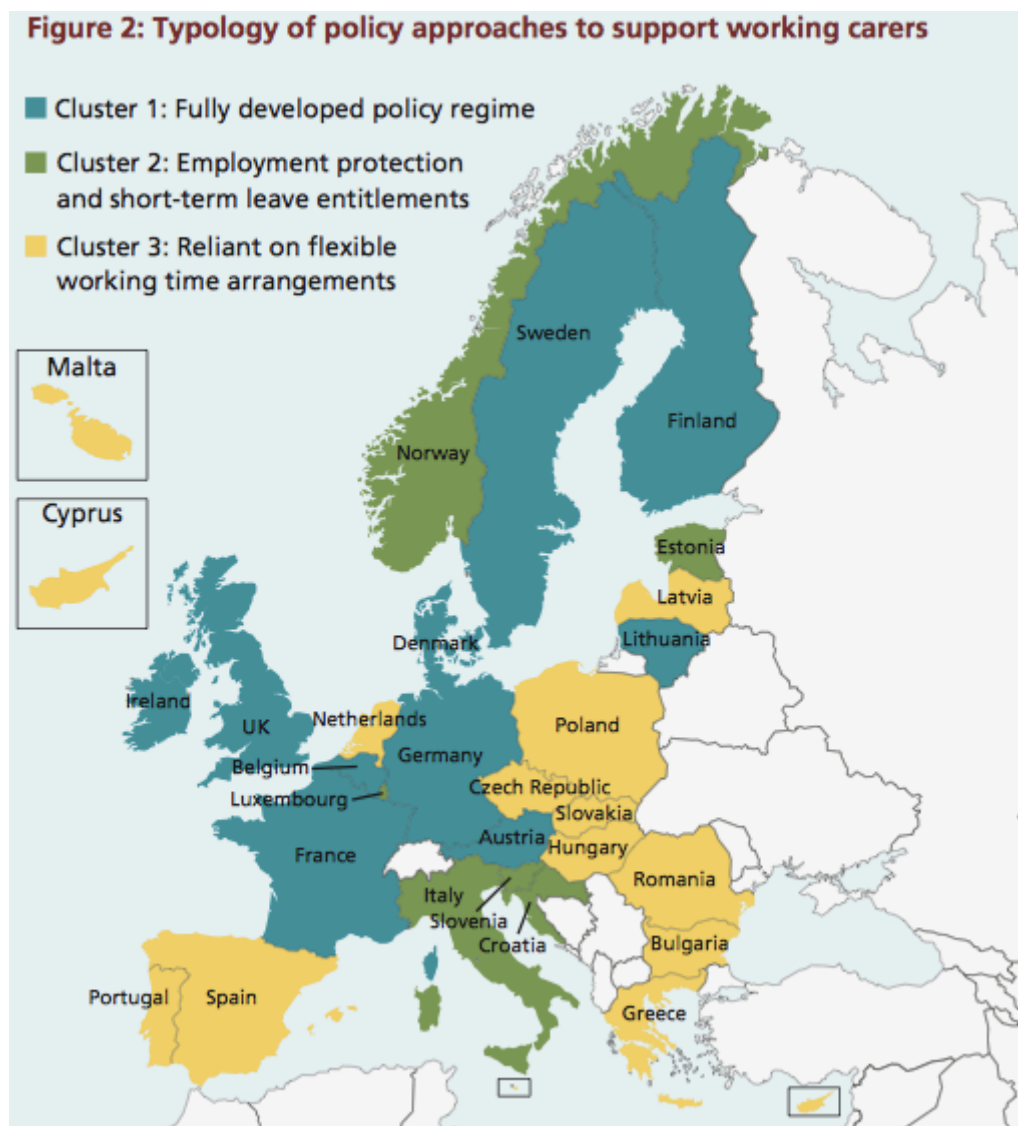 Figure 2: Typology of policy approaches to support working carers
Cluster 1: Fully developed policy regime
Cluster 2: Employment protection
and short-term leave entitlements
Cluster 3: Reliant on flexible
working time arrangements
Malta
Cyprus
Sweden
Finland
Norway
Estonia
Latvia
Lithuania
Denmark
Ireland
UK
Netherlands
Poland
Germany
Belgium
Luxembourg
Czech Republic
Slovakia
Austria
Hungary
France
Romania
Italy
Slovenia
Croatia
Bulgaria
Portugal
Spain
Greece